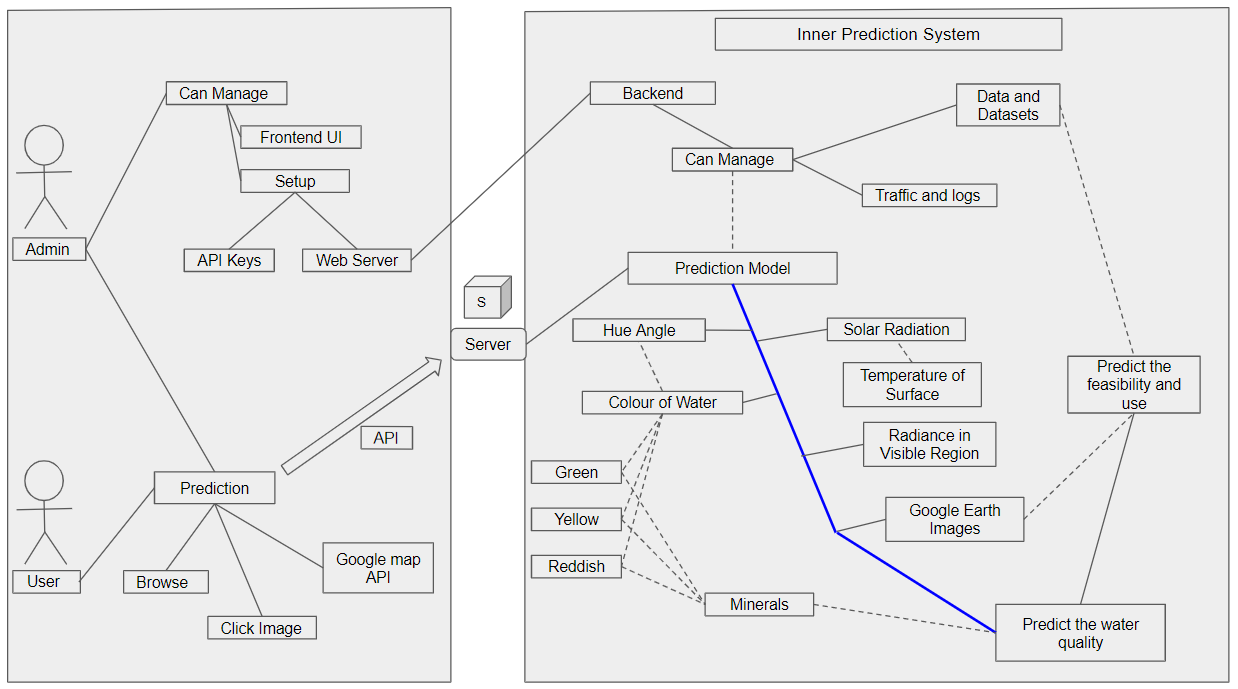 Inner Prediction System
Can Manage
Frontend UI
Setup
API Keys
Web Server
Admin
Prediction
User
Browse
Click Image
Google map
API
API
S
Server
Backend
Can Manage
Data and
Datasets
Traffic and logs
Prediction Model
Hue Angle
Solar Radiation
Temperature of
Surface
Colour of Water
Radiance in
Visible Region
Green
Yellow
Reddish
Google Earth
Images
Minerals
Predict the
feasibility and
use
Predict the water
quality